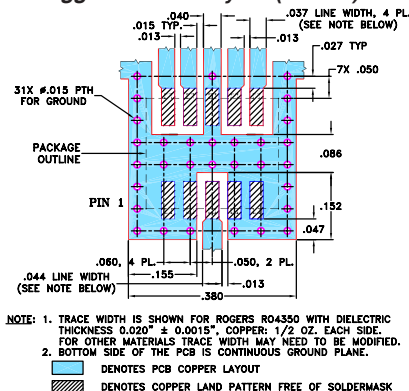 .040
.037 LINE WIDTH, 4 PL.
.015 TYP.
(SEE NOTE BELOW)
.013
.013
.027 TYP
7X .050
31X ø.015 PTH
FOR GROUND
PACKAGE
OUTLINE
.086
PIN 1
.152
.047
.060, 4 PL.
.050, 2 PL.
.044 LINE WIDTH
(SEE NOTE BELOW)
.155
.013
.380
NOTE: 1. TRACE WIDTH IS SHOWN FOR ROGERS RO4350 WITH DIELECTRIC
THICKNESS 0.020" ± 0.0015", COPPER: 1/2 OZ. EACH SIDE.
FOR OTHER MATERIALS TRACE WIDTH MAY NEED TO BE MODIFIED.
2. BOTTOM SIDE OF THE PCB IS CONTINUOUS GROUND PLANE.
DENOTES PCB COPPER LAYOUT
DENOTES COPPER LAND PATTERN FREE OF SOLDERMASK